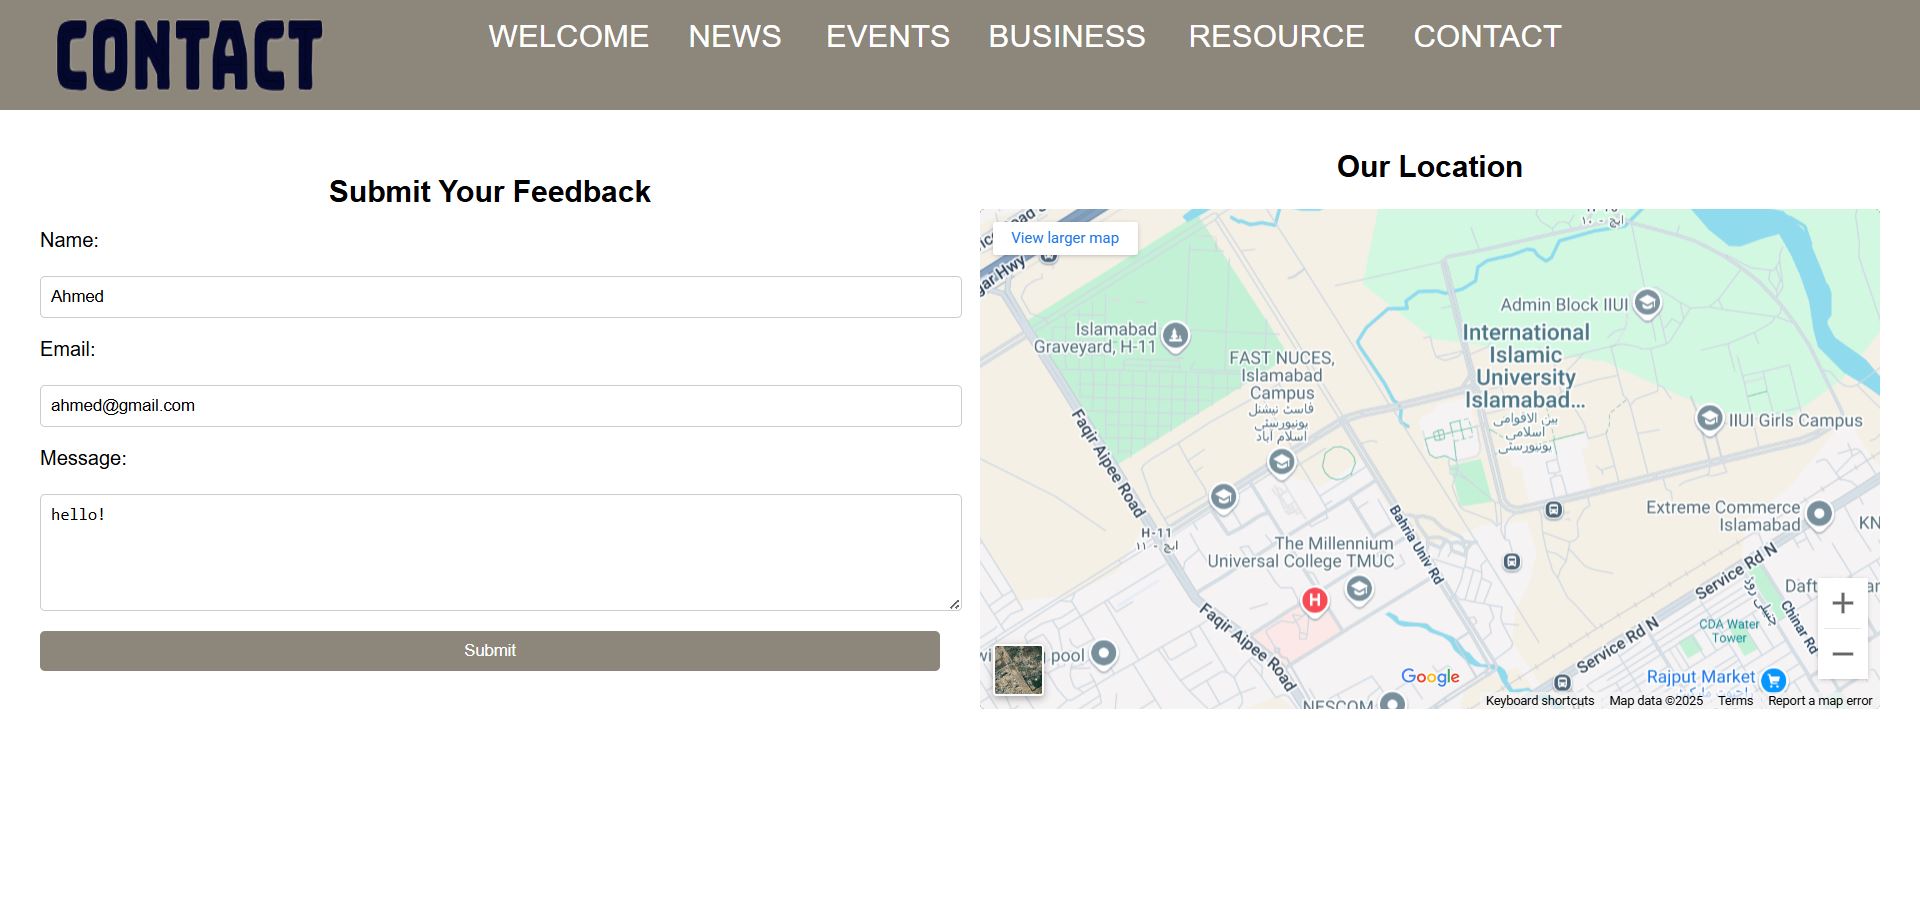 CONTACT
WELCOME NEWS EVENTS BUSINESS RESOURCE CONTACT
Submit Your Feedback
Name:
Ahmed
Email:
ahmed@gmail.com
Message:
hello!
Submit
Our Location
View larger map
Islamabad
Graveyard, H-11
FAST NUCES,
Islamabad
Campus
فاسٹ نیشنل
یونیورسٹی
اسلام آباد
Admin Block IIUI
International
Islamic
University
Islamabad...
بین الاقوامی
اسلامی
یونیورسٹی
IIUI Girls Campus
Faqir Aipee Road
H-11
ایچ - ١١
Bahria Univ Rd
Extreme Commerce
Islamabad
KN
The Millennium
Universal College TMUC
H
Service Rd N
Daft
CDA Water
Tower
Chinar Rd
Faqir Aipee Road
Service Rd N
pool
Rajput Market
NESCOM
Google
Keyboard shortcuts Map data ©2025 Terms Report a map error